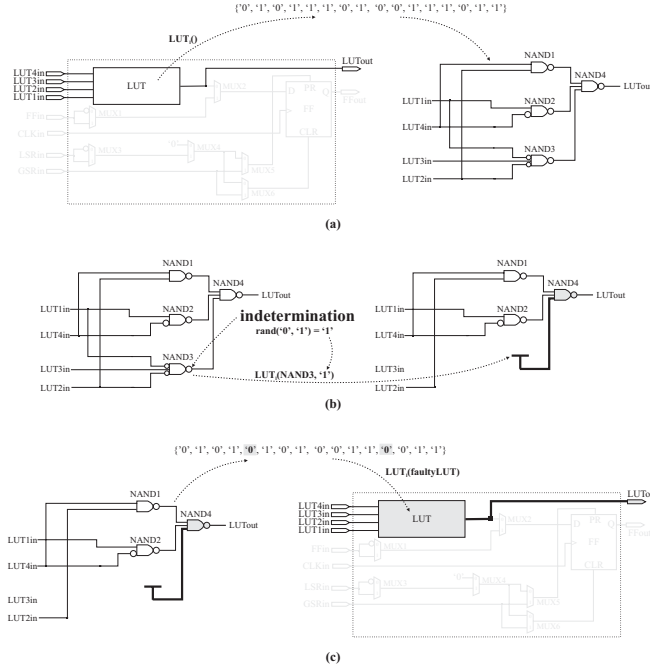 {'0', '1', '0', '1', '1', '1', '0', '1', '0', '0', '1', '1', '1', '0', '1', '1'}
LUTᵢ()
LUT4in
LUT3in
LUT2in
LUT1in
LUT
LUTout
FFin
MUX1
MUX2
D
PR
Q
FF
FFout
CLKin
CLR
LSRin
MUX3
MUX4
MUX5
GSRin
MUX6
NAND1
NAND4
LUTou
LUT1in
NAND2
LUT4in
NAND3
LUT3in
LUT2in
(a)
NAND1
NAND4
LUTout
LUT1in
NAND2
LUT4in
NAND3
LUT3in
LUT2in
indetermination
rand('0', '1') = '1'
LUTᵢ(NAND3, '1')
NAND1
NAND4
LUTout
LUT1in
NAND2
LUT4in
LUT3in
LUT2in
(b)
{'0', '1', '0', '1', '0', '1', '0', '1', '0', '0', '1', '1', '0', '0', '1', '1'}
LUTᵢ(faultyLUT)
NAND1
NAND4
LUTout
LUT1in
NAND2
LUT4in
LUT3in
LUT2in
LUT4in
LUT3in
LUT2in
LUT1in
LUT
LUTo
FFin
MUX1
MUX2
D
PR
Q
FF
FFout
CLKin
CLR
LSRin
MUX3
'0'
MUX4
MUX5
GSRin
MUX6
(c)